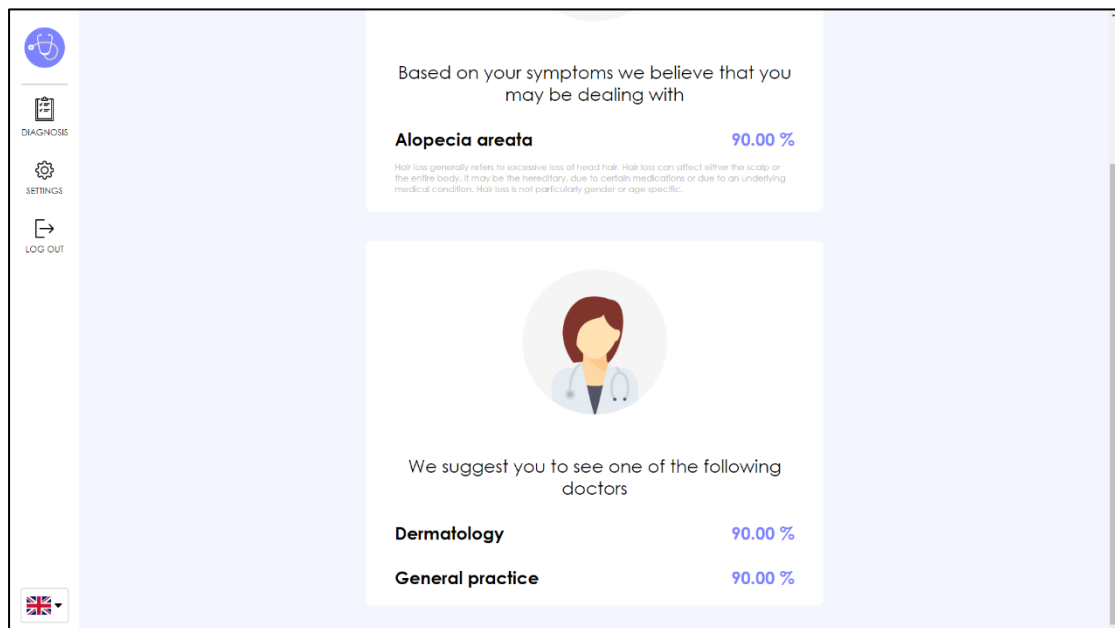 DIAGNOSIS
SETTINGS
LOG OUT
Based on your symptoms we believe that you
may be dealing with
Alopecia areata 90.00 %
Hair loss generally refers to excessive loss of head hair. Hair loss can affect either the scalp or
the entire body. It may be the hereditary, due to certain medications or due to an underlying
medical condition. Hair loss is not particularly gender or age specific.
We suggest you to see one of the following
doctors
Dermatology 90.00 %
General practice 90.00 %